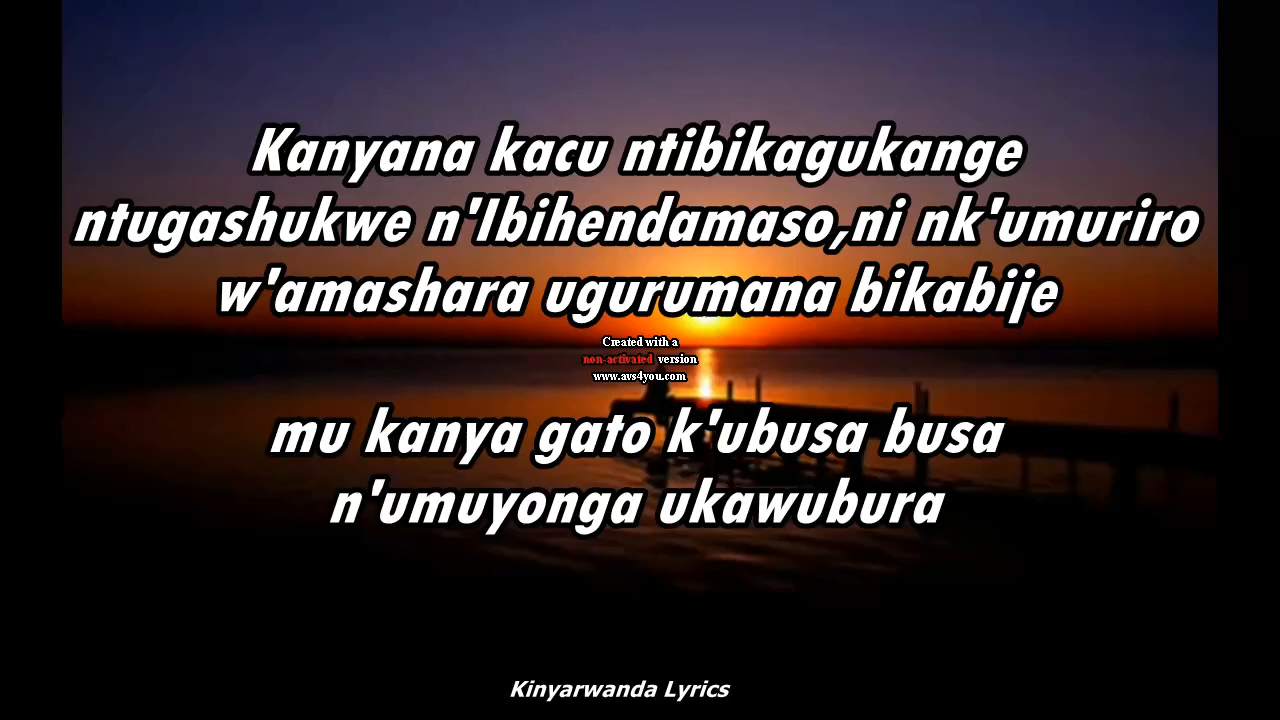 Kanyana kacu ntibikagukange
ntugashukwe n'Ibihendamaso,ni nk'umuriro
w'amashara ugurumana bikabije
Created with a
non-activated version
www.avs4you.com
mu kanya gato k'ubusa busa
n'umuyonga ukawubura
Kinyarwanda Lyrics